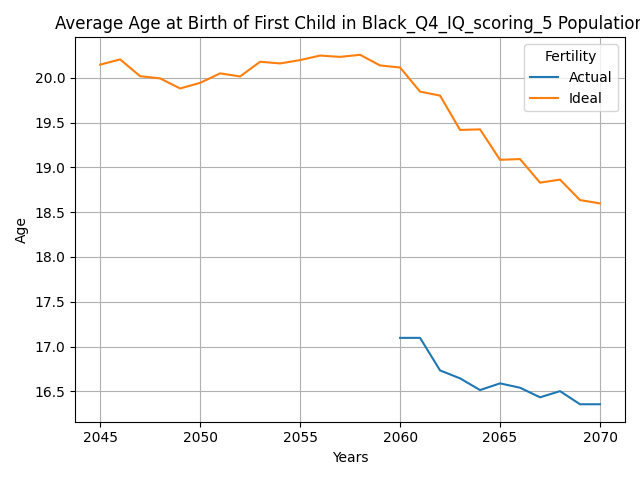 Average Age at Birth of First Child in Black_Q4_IQ_scoring_5 Population
Fertility
Actual
Ideal
20.0
19.5
19.0
18.5
18.0
17.5
17.0
16.5
Age
2045
2050
2055
2060
2065
2070
Years